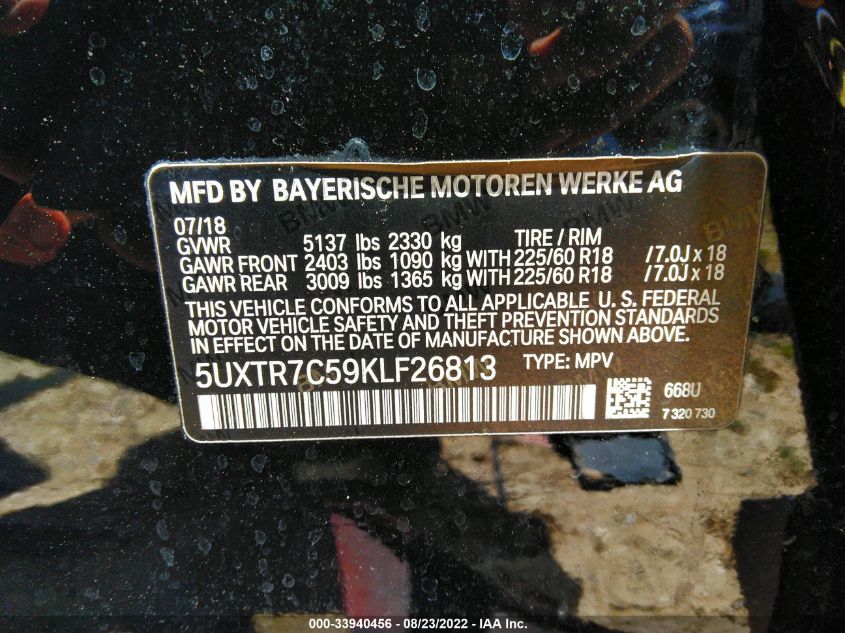 MFD BY BAYERISCHE MOTOREN WERKE AG
07/18
GVWR 5137 lbs 2330 kg TIRE / RIM
GAWR FRONT 2403 lbs 1090 kg WITH 225/60 R18 /7.0J x 18
GAWR REAR 3009 lbs 1365 kg WITH 225/60 R18 /7.0J x 18
THIS VEHICLE CONFORMS TO ALL APPLICABLE U. S. FEDERAL
MOTOR VEHICLE SAFETY AND THEFT PREVENTION STANDARDS
IN EFFECT ON THE DATE OF MANUFACTURE SHOWN ABOVE.
5UXTR7C59KLF26813 TYPE: MPV
668U
7 320 730
000-33940456 - 08/23/2022 - IAA Inc.